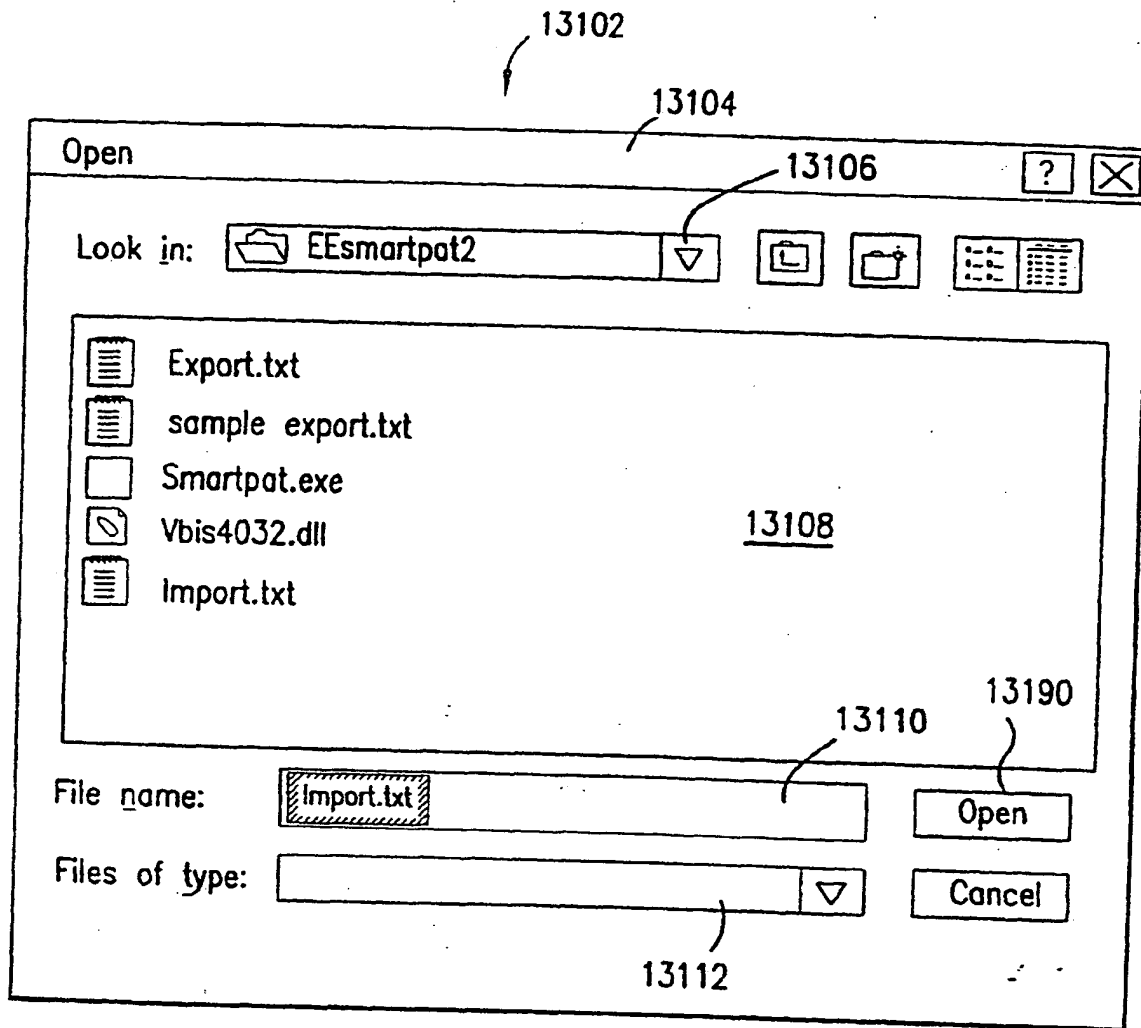 13102
13104
Open
13106
?
Look in:
EEsmartpat2
Export.txt
sample export.txt
Smartpat.exe
Vbis4032.dll
13108
Import.txt
13190
13110
File name:
Import.txt
Open
Files of type:
Cancel
13112